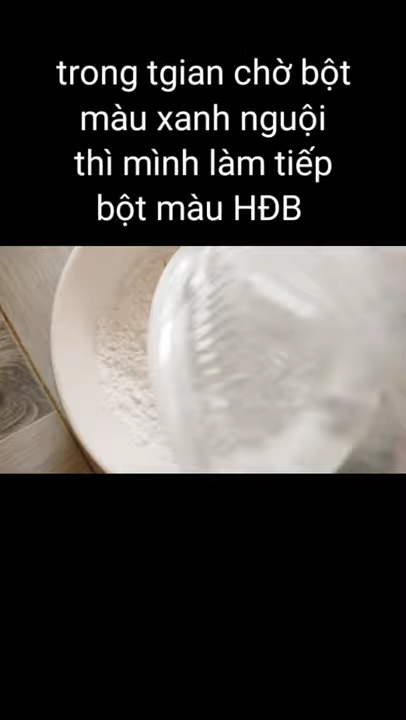 trong tgian chờ bột
màu xanh nguội
thì mình làm tiếp
bột màu HĐB